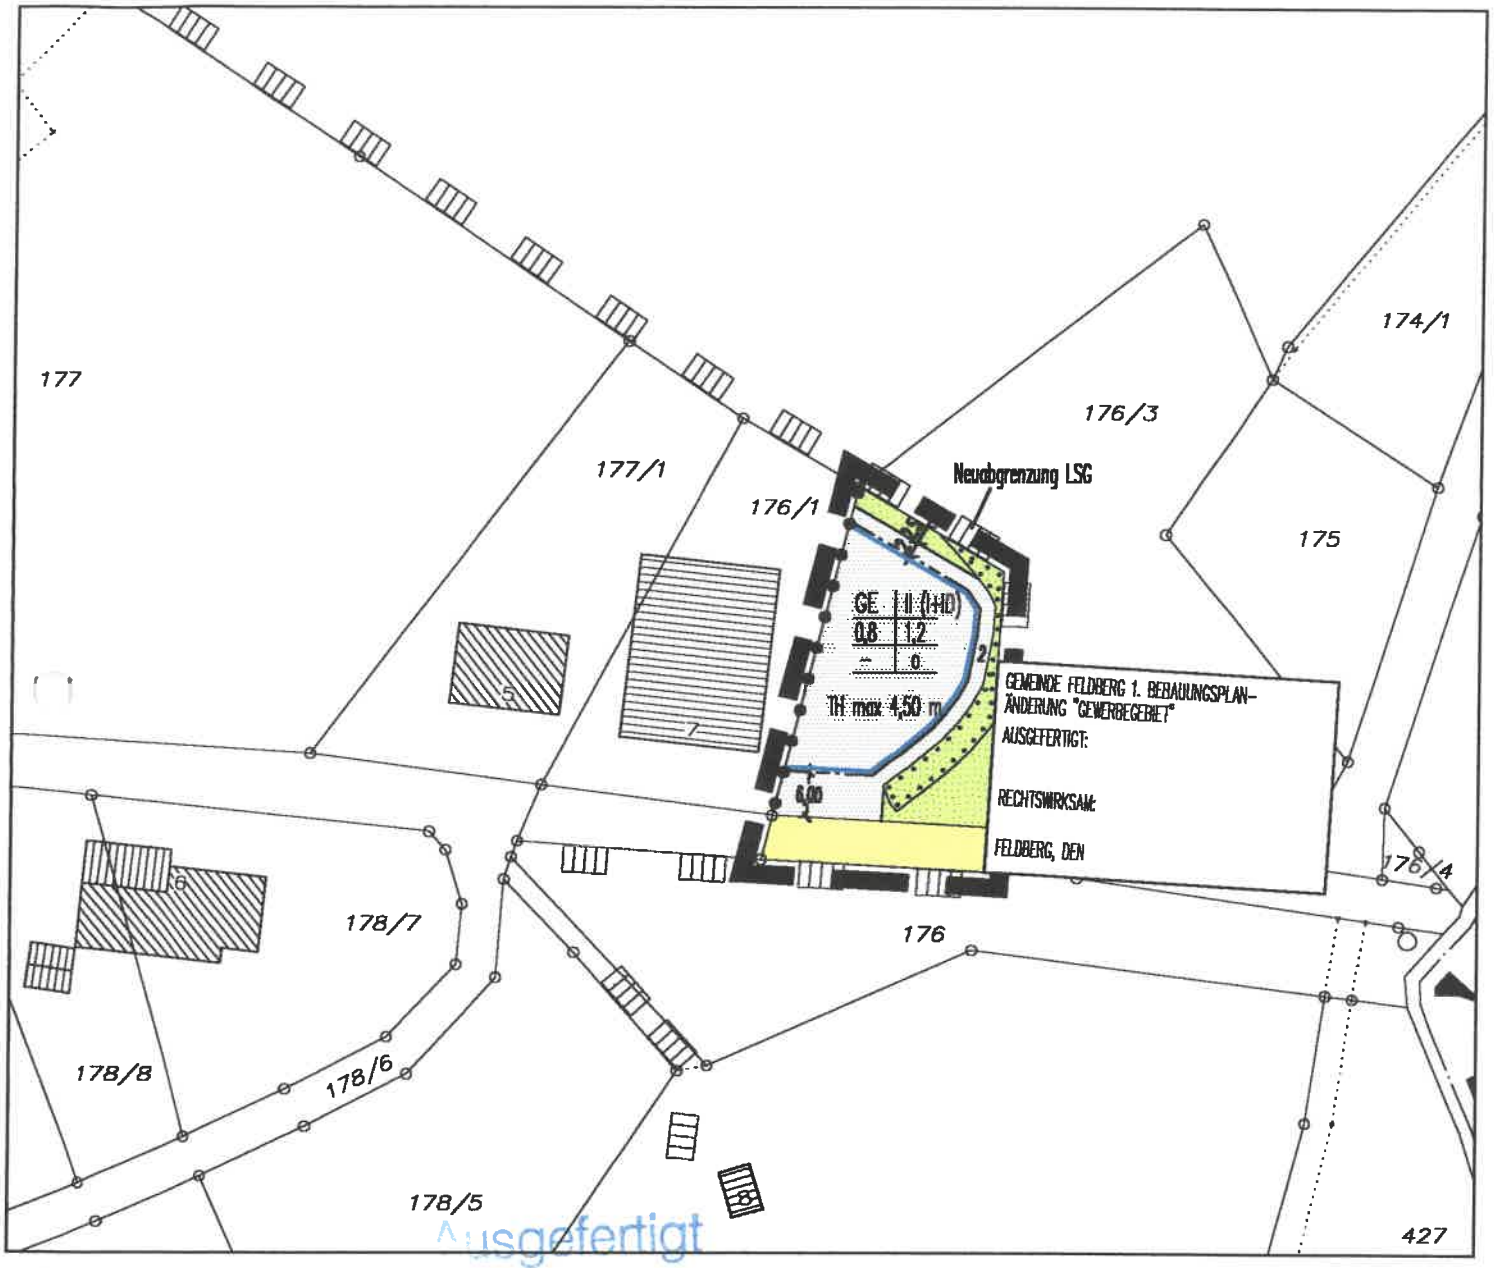 174/1
177
176/3
177/1
Neuabgrenzung LSG
176/1
175
GE II (I+ID)
0,8 1,2
- o
2
5
7
TH max 4,50 m
GEMEINDE FELDBERG 1. BEBAUUNGSPLAN-
ÄNDERUNG "GEWERBEGEBIET"
AUSGEFERTIGT:
6,00
RECHTSWIRKSAM:
FELDBERG, DEN
176/4
6
178/7
176
178/8
178/6
8
178/5
Ausgefertigt
427